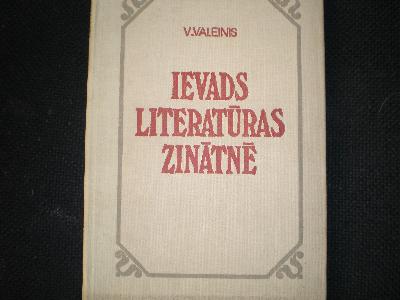 V.VALEINIS
IEVADS
LITERATŪRAS
ZINĀTNĒ